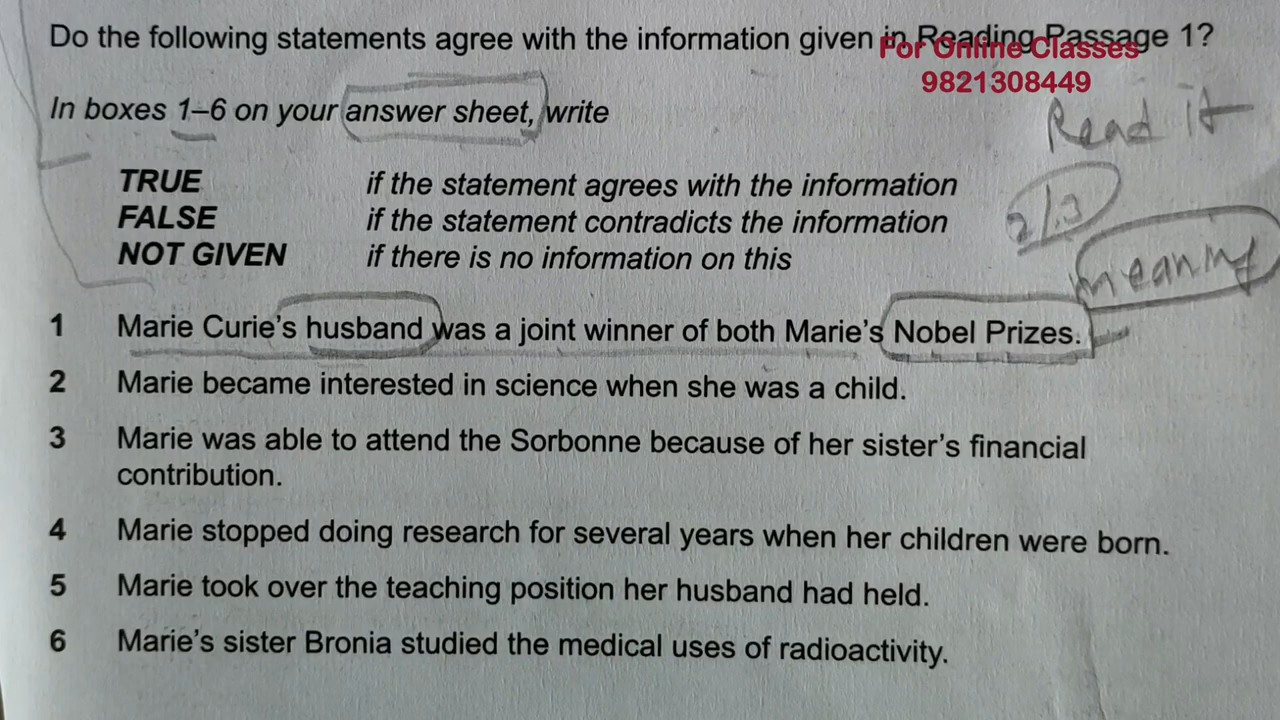 Do the following statements agree with the information given in Reading Passage 1?
For Online Classes
9821308449
In boxes 1–6 on your answer sheet, write
Read it
TRUE if the statement agrees with the information
FALSE if the statement contradicts the information
2/.3
NOT GIVEN if there is no information on this
meaning
1 Marie Curie's husband was a joint winner of both Marie's Nobel Prizes.
2 Marie became interested in science when she was a child.
3 Marie was able to attend the Sorbonne because of her sister's financial
contribution.
4 Marie stopped doing research for several years when her children were born.
5 Marie took over the teaching position her husband had held.
6 Marie's sister Bronia studied the medical uses of radioactivity.